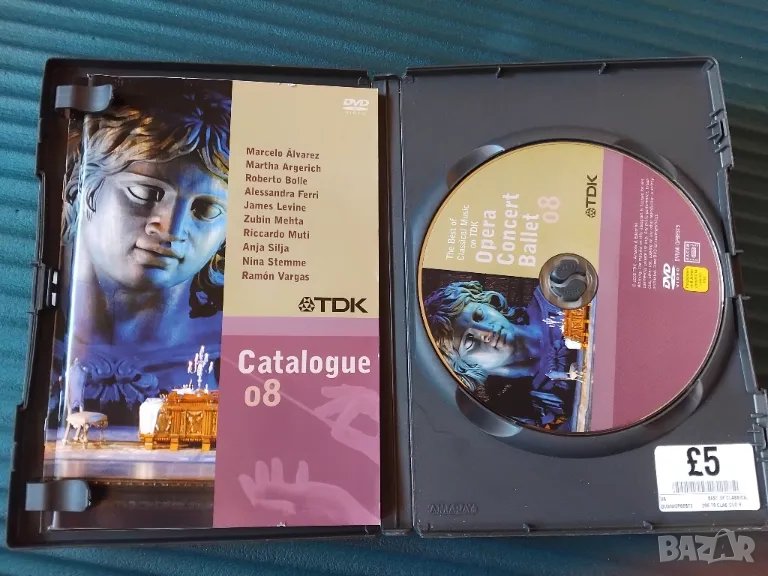 DVD
VIDEO
Marcelo Álvarez
Martha Argerich
Roberto Bolle
Alessandra Ferri
James Levine
Zubin Mehta
Riccardo Muti
Anja Silja
Nina Stemme
Ramón Vargas
TDK
Catalogue
08
The Best of
Classical Music
on TDK
Opera
Concert
Ballet 08
TDK
DVD
VIDEO
AMARAY
£5
BEST OF CLASSICAL
BAZAR